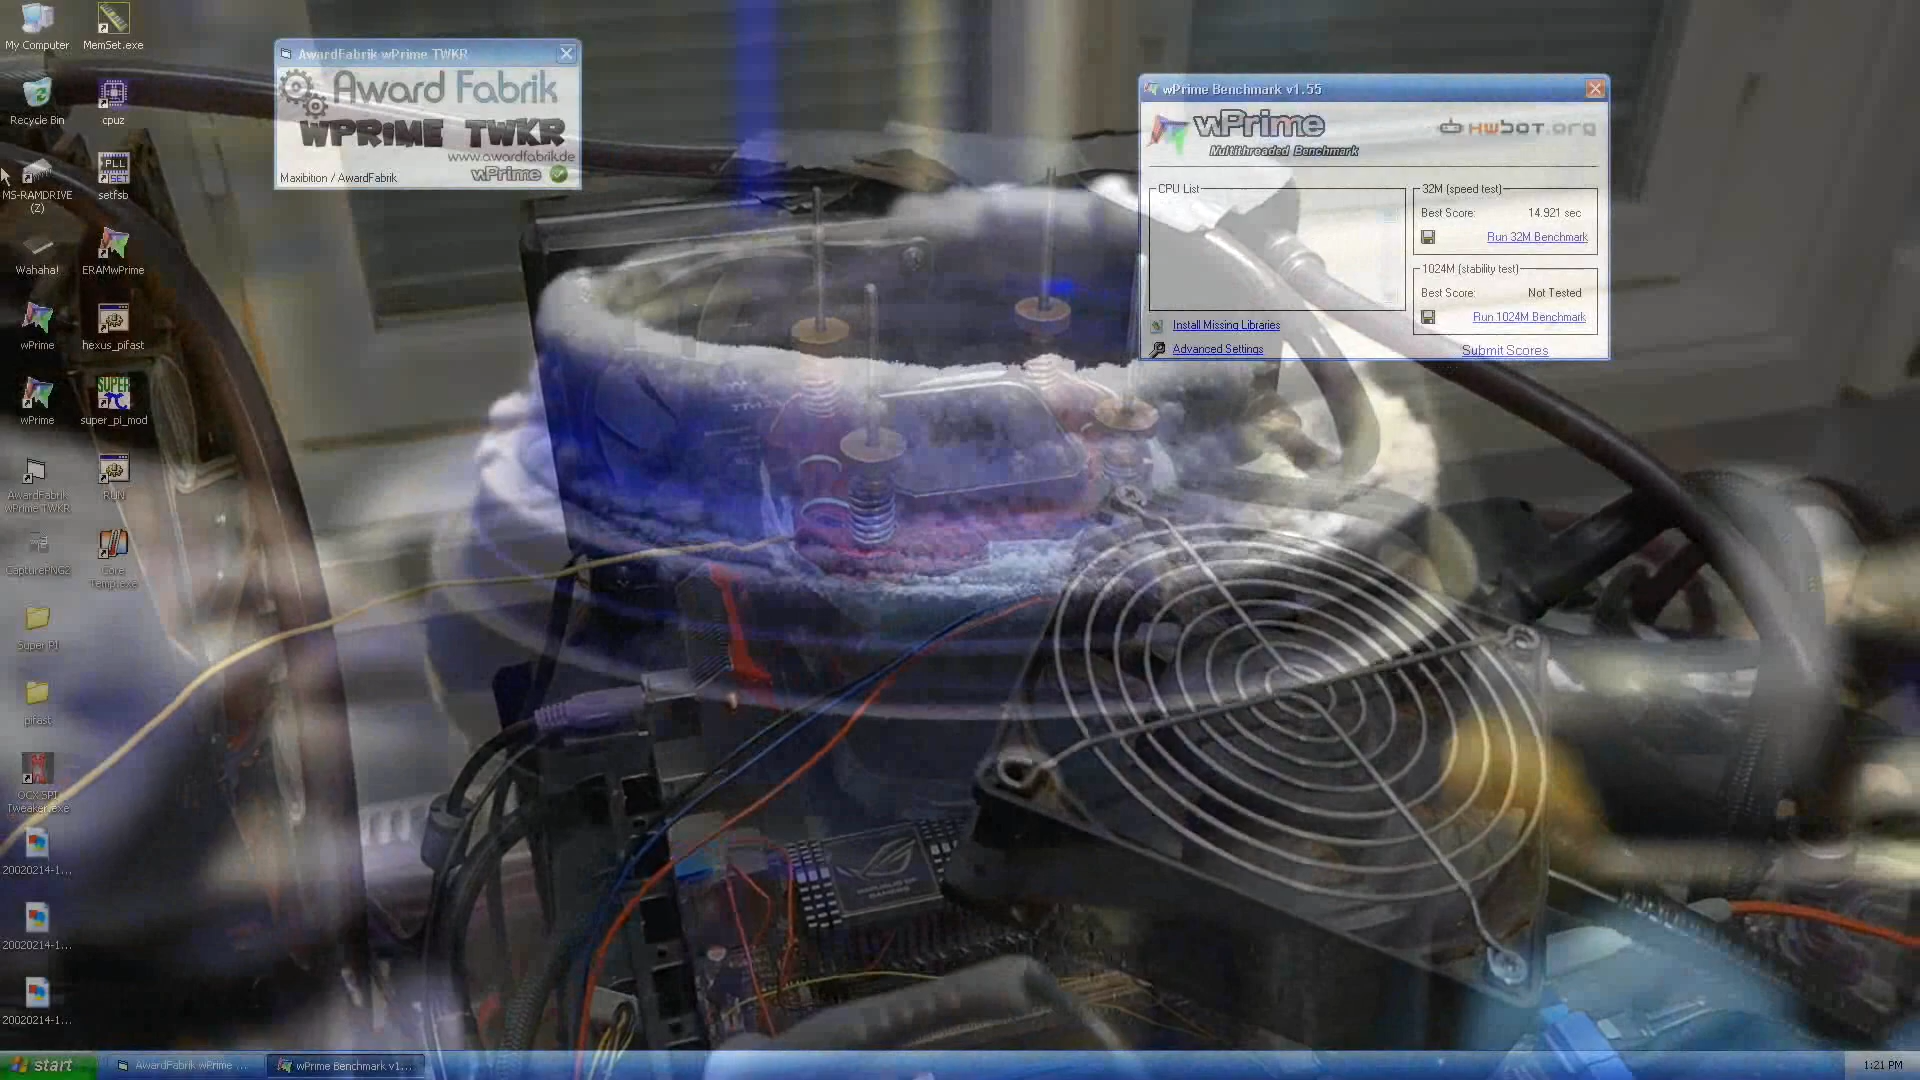 My Computer
MemSet.exe
Recycle Bin
cpuz
MS-RAMDRIVE
(Z)
PLL
SET
setfsb
Wahaha!
ERAMwPrime
wPrime
hexus_pifast
wPrime
SUPER
super_pi_mod
AwardFabrik
wPrime TWKR
RUN
CapturePNG2
Core
Temp.exe
Super PI
pifast
OCX SPI
Tweaker.exe
20020214-1...
20020214-1...
20020214-1...
AwardFabrik wPrime TWKR
Award Fabrik
WPRIME TWKR
www.awardfabrik.de
Maxibition / AwardFabrik
wPrime
wPrime Benchmark v1.55
wPrime
Multithreaded Benchmark
HWBOT.org
CPU List
32M (speed test)
Best Score: 14.921 sec
Run 32M Benchmark
1024M (stability test)
Best Score: Not Tested
Run 1024M Benchmark
Install Missing Libraries
Advanced Settings
Submit Scores
start
AwardFabrik wPrime ...
wPrime Benchmark v1...
1:21 PM